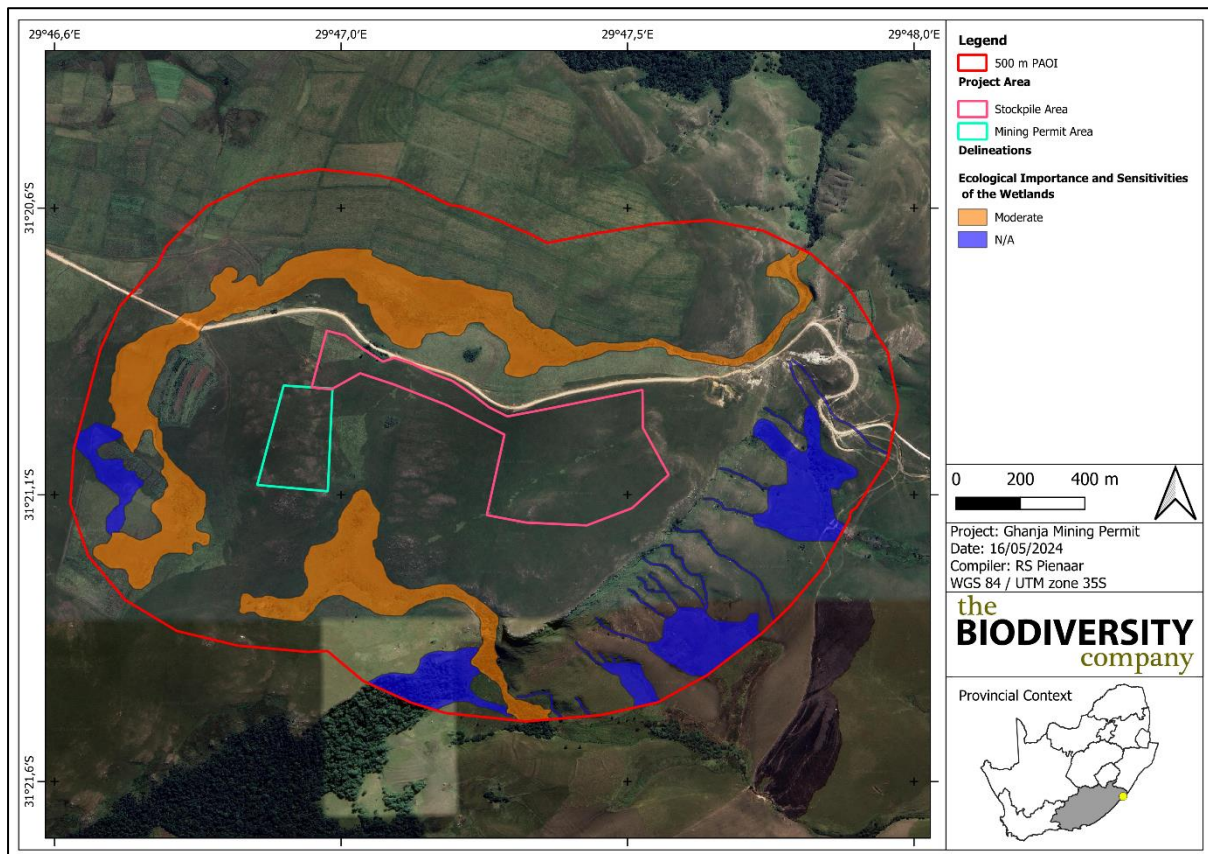 29°46,6'E
29°47,0'E
29°47,5'E
29°48,0'E
31°20,6'S
31°21,1'S
31°21,6'S
Legend
500 m PAOI
Project Area
Stockpile Area
Mining Permit Area
Delineations
Ecological Importance and Sensitivities
of the Wetlands
Moderate
N/A
0 200 400 m
Project: Ghanja Mining Permit
Date: 16/05/2024
Compiler: RS Pienaar
WGS 84 / UTM zone 35S
the
BIODIVERSITY
company
Provincial Context